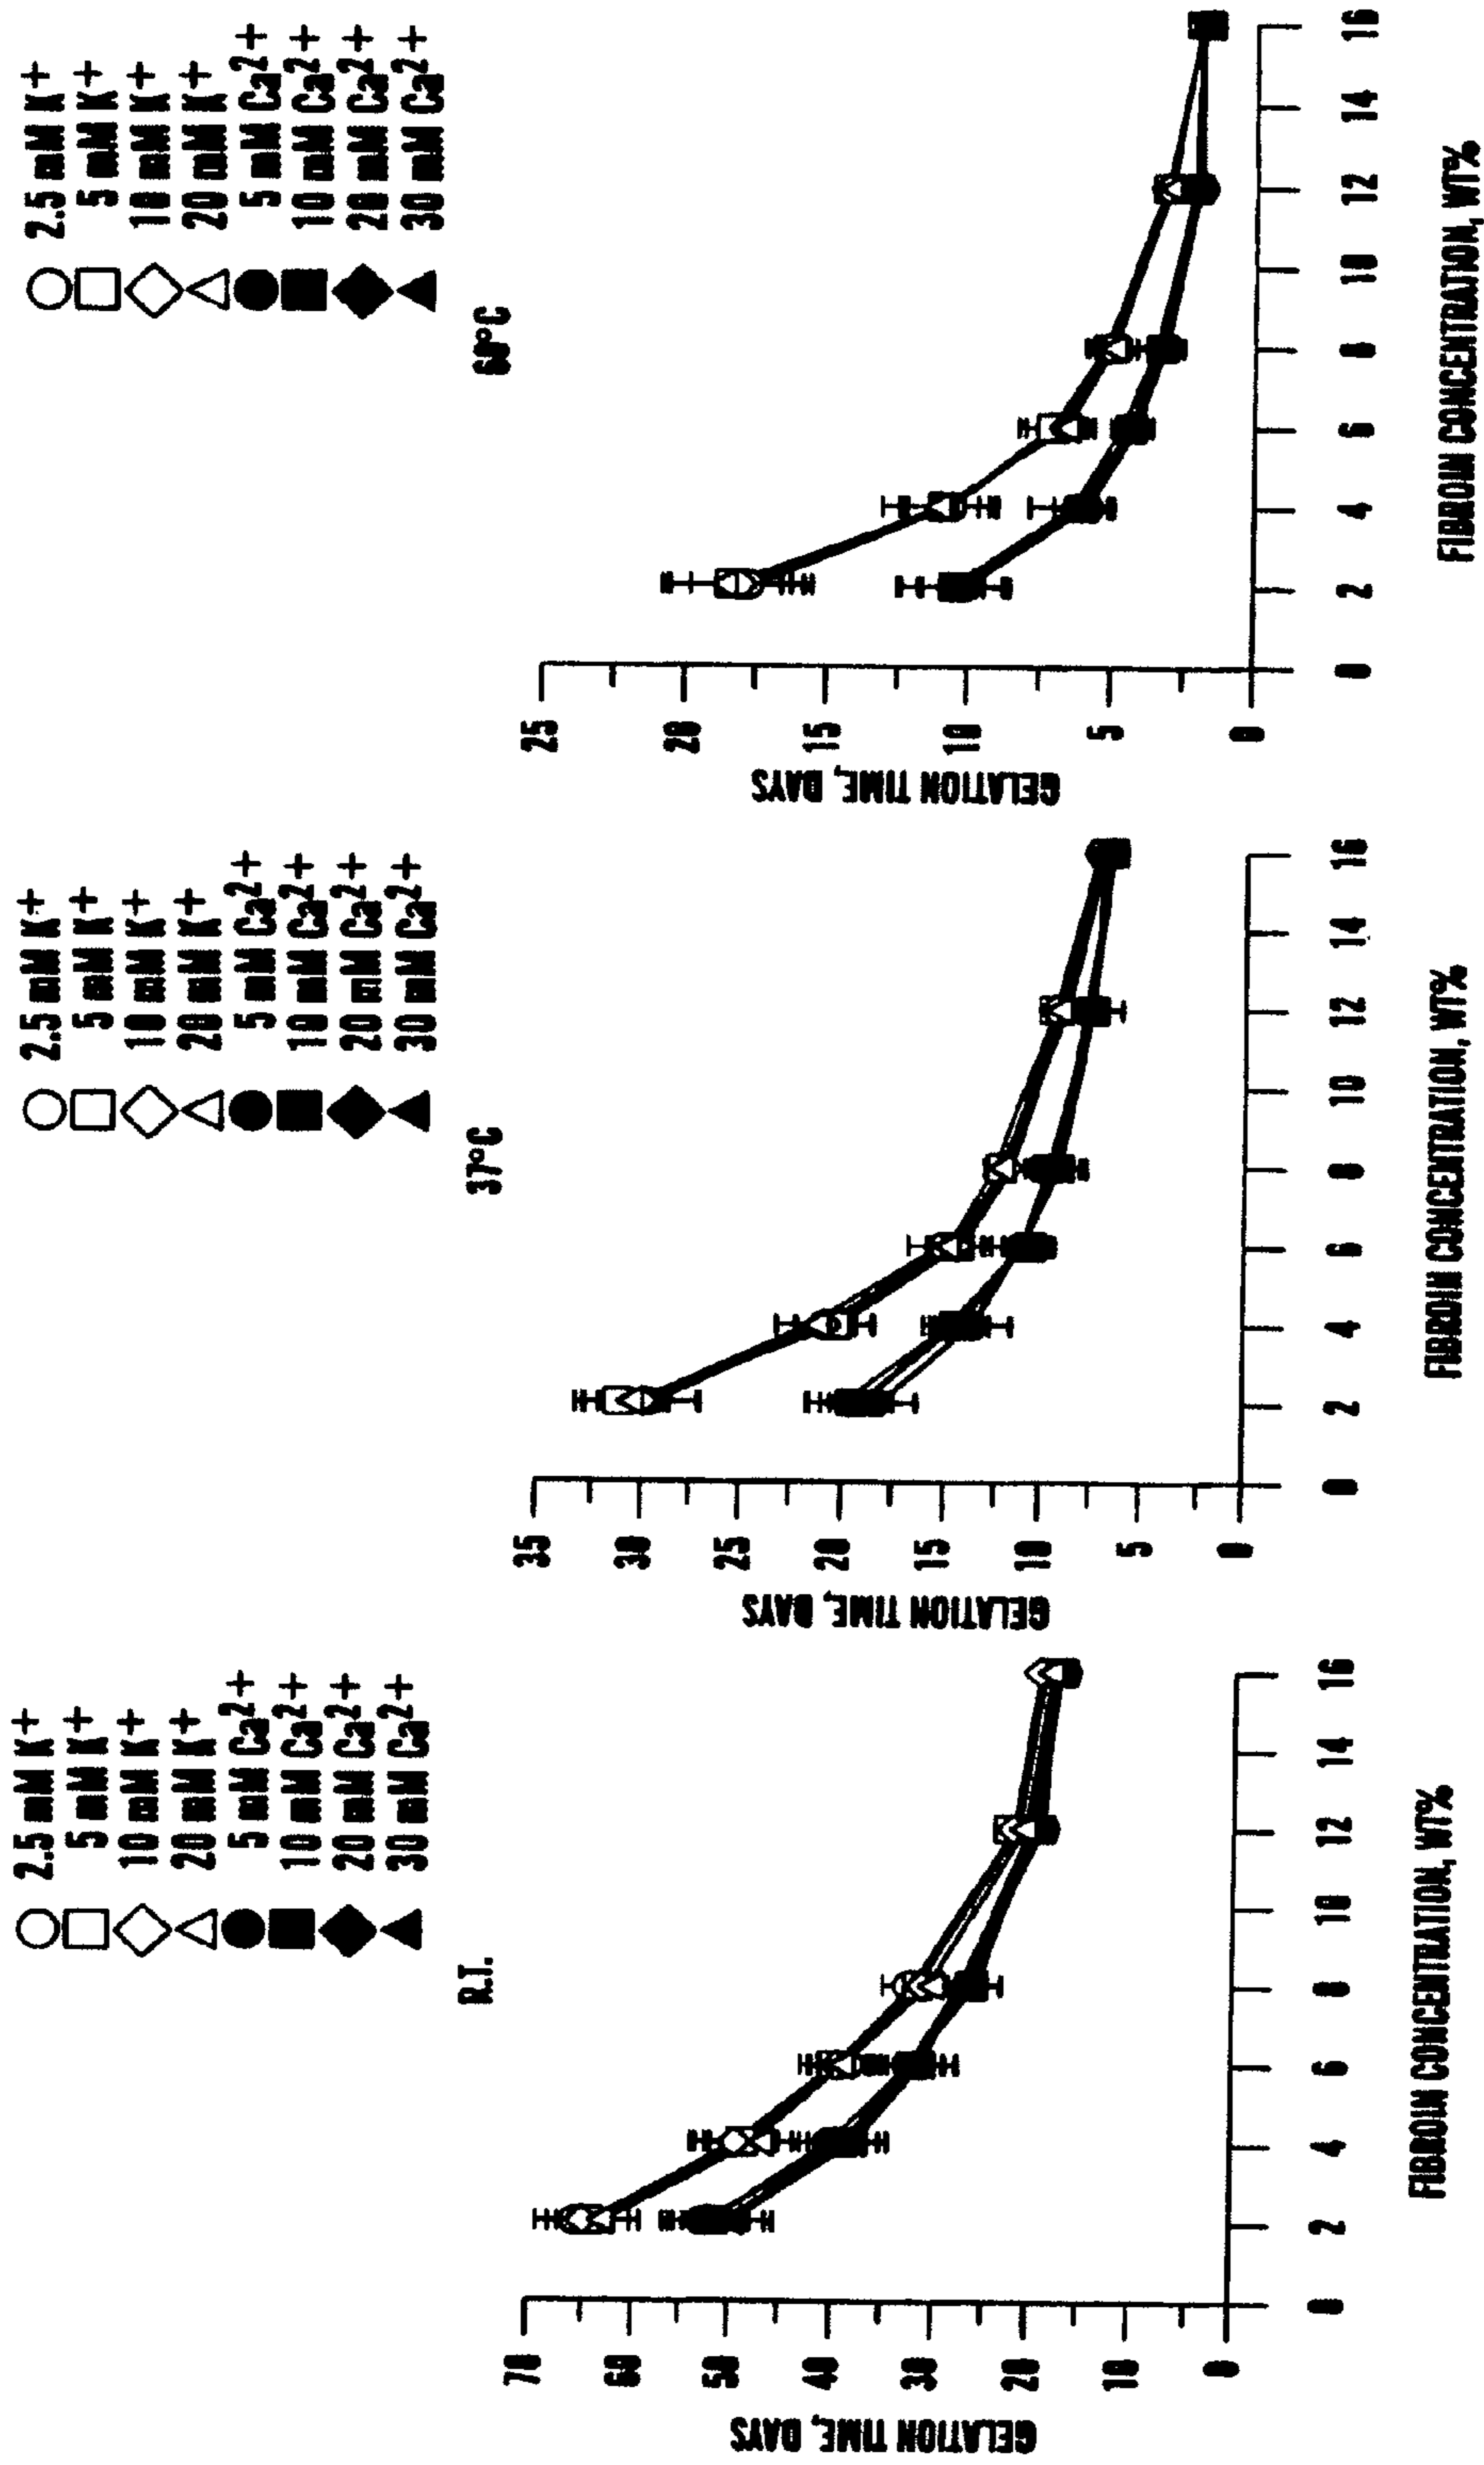 2.5 mM K+
5 mM K+
10 mM K+
20 mM K+
5 mM Ca2+
10 mM Ca2+
20 mM Ca2+
30 mM Ca2+
R.T.
GELATION TIME, DAYS
70
60
50
40
30
20
10
0
0 2 4 6 8 10 12 14 16
FIBROIN CONCENTRATION, WT%
2.5 mM K+
5 mM K+
10 mM K+
20 mM K+
5 mM Ca2+
10 mM Ca2+
20 mM Ca2+
30 mM Ca2+
37°C
GELATION TIME, DAYS
35
30
25
20
15
10
5
0
0 2 4 6 8 10 12 14 16
FIBROIN CONCENTRATION, WT%
2.5 mM K+
5 mM K+
10 mM K+
20 mM K+
5 mM Ca2+
10 mM Ca2+
20 mM Ca2+
30 mM Ca2+
60°C
GELATION TIME, DAYS
25
20
15
10
5
0
0 2 4 6 8 10 12 14 16
FIBROIN CONCENTRATION, WT%